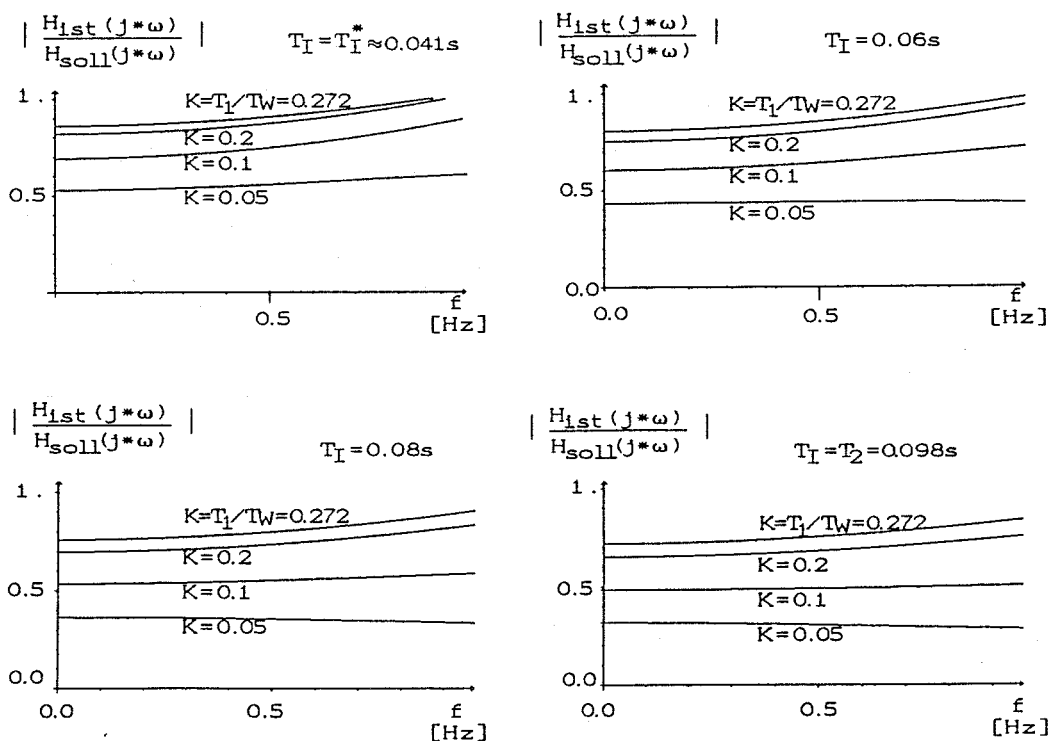 | H_ist(j*ω) / H_soll(j*ω) |
T_I=T_I^*≈0.041s
1.
K=T_1/T_W=0.272
K=0.2
K=0.1
0.5
K=0.05
0.5
f
[Hz]
| H_ist(j*ω) / H_soll(j*ω) |
T_I=0.06s
1.
K=T_1/T_W=0.272
K=0.2
K=0.1
0.5
K=0.05
0.0
0.0
0.5
f
[Hz]
| H_ist(j*ω) / H_soll(j*ω) |
T_I=0.08s
1.
K=T_1/T_W=0.272
K=0.2
0.5
K=0.1
K=0.05
0.0
0.0
0.5
f
[Hz]
| H_ist(j*ω) / H_soll(j*ω) |
T_I=T_2=0.098s
1.
K=T_1/T_W=0.272
K=0.2
0.5
K=0.1
K=0.05
0.0
0.0
0.5
f
[Hz]